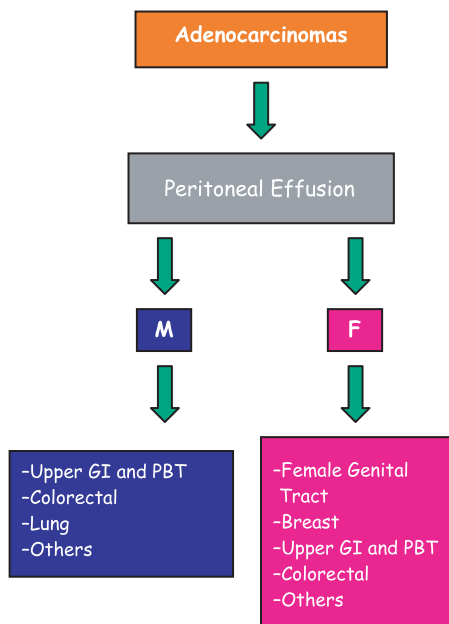 Adenocarcinomas
Peritoneal Effusion
M
F
–Upper GI and PBT
–Colorectal
–Lung
–Others
–Female Genital
Tract
–Breast
–Upper GI and PBT
–Colorectal
–Others